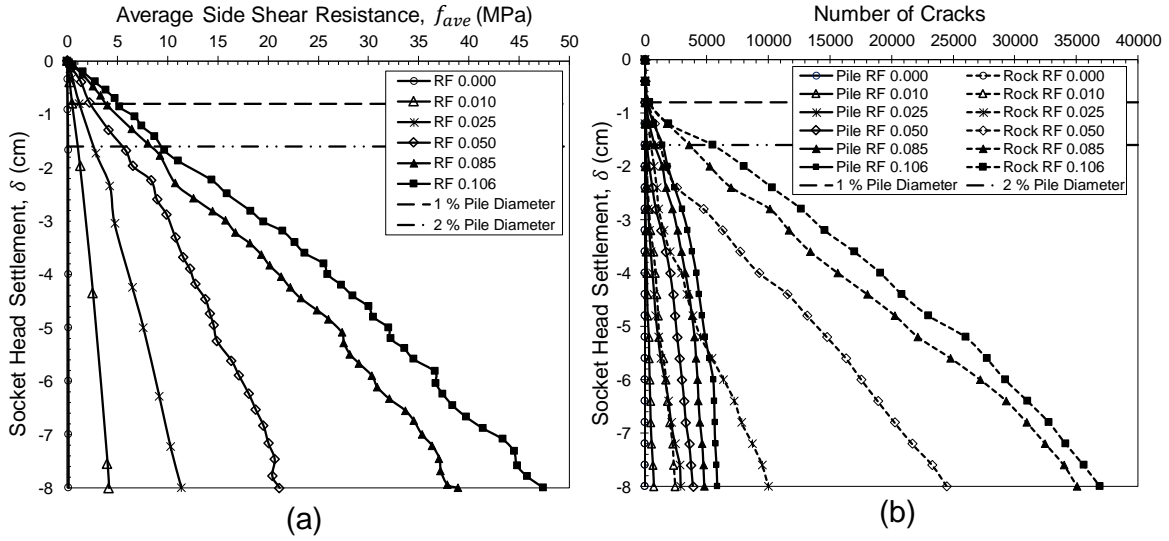 Average Side Shear Resistance, f_ave (MPa)
0 5 10 15 20 25 30 35 40 45 50
Socket Head Settlement, δ (cm)
0
-1
-2
-3
-4
-5
-6
-7
-8
RF 0.000
RF 0.010
RF 0.025
RF 0.050
RF 0.085
RF 0.106
1 % Pile Diameter
2 % Pile Diameter
(a)
Number of Cracks
0 5000 10000 15000 20000 25000 30000 35000 40000
Socket Head Settlement, δ (cm)
0
-1
-2
-3
-4
-5
-6
-7
-8
Pile RF 0.000 Rock RF 0.000
Pile RF 0.010 Rock RF 0.010
Pile RF 0.025 Rock RF 0.025
Pile RF 0.050 Rock RF 0.050
Pile RF 0.085 Rock RF 0.085
Pile RF 0.106 Rock RF 0.106
1 % Pile Diameter 2 % Pile Diameter
(b)